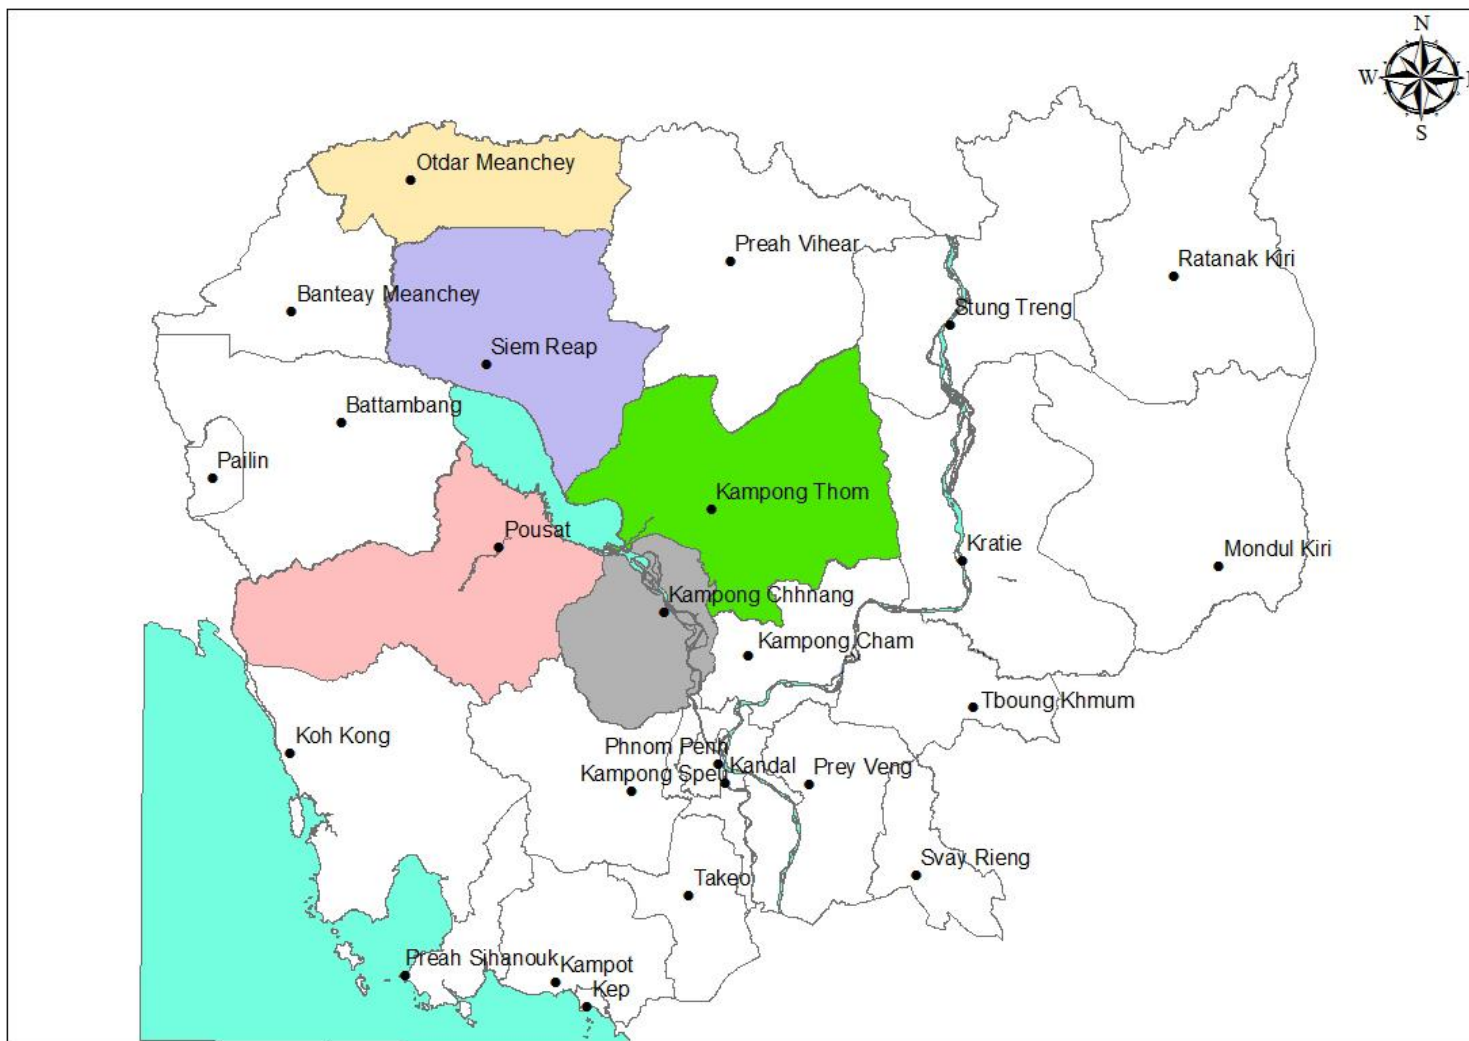 N
W
S
Otdar Meanchey
Preah Vihear
Ratanak Kiri
Banteay Meanchey
Stung Treng
Siem Reap
Battambang
Pailin
Kampong Thom
Pousat
Kratie
Mondul Kiri
Kampong Chhnang
Kampong Cham
Tboung Khmum
Koh Kong
Phnom Penh
Kampong Speu
Kandal
Prey Veng
Svay Rieng
Takeo
Preah Sihanouk
Kampot
Kep